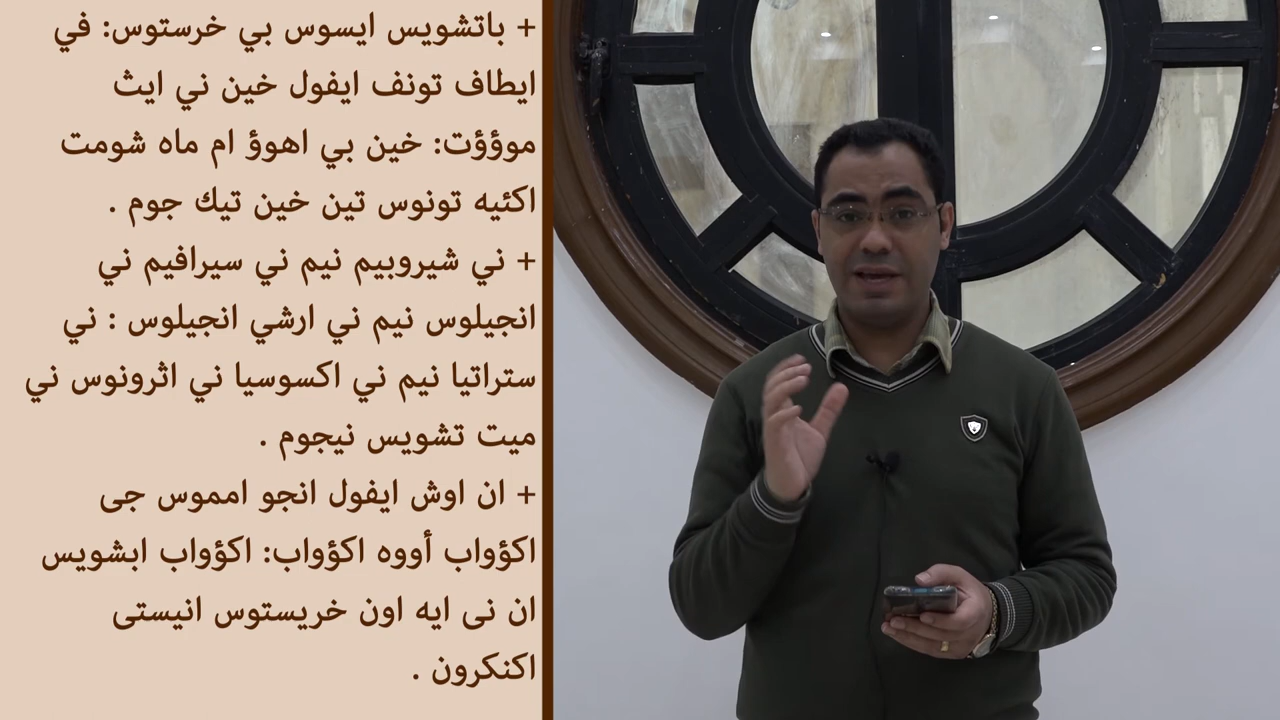 + باتشويس ايسوس بي خرستوس: في
ايطاف تونف ايفول خين ني ايث
موؤؤت: خين بي اهوؤ ام ماه شومت
اكئيه تونوس تين خين تيك جوم .
+ ني شيروبيم نيم ني سيرافيم ني
انجيلوس نيم ني ارشي انجيلوس : ني
ستراتيا نيم ني اكسوسيا ني اثرونوس ني
ميت تشويس نيجوم .
+ ان اوش ايفول انجو امموس جى
اكؤواب أووه اكؤواب: اكؤواب ابشويس
ان نى ايه اون خريستوس انيستى
اكنكرون .